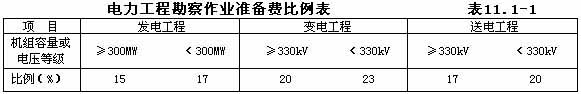 电力工程勘察作业准备费比例表 表11.1-1
项 目 发电工程 变电工程 送电工程
机组容量或
电压等级 ≥300MW <300MW ≥330kV <330kV ≥330kV <330kV
比例(%) 15 17 20 23 17 20